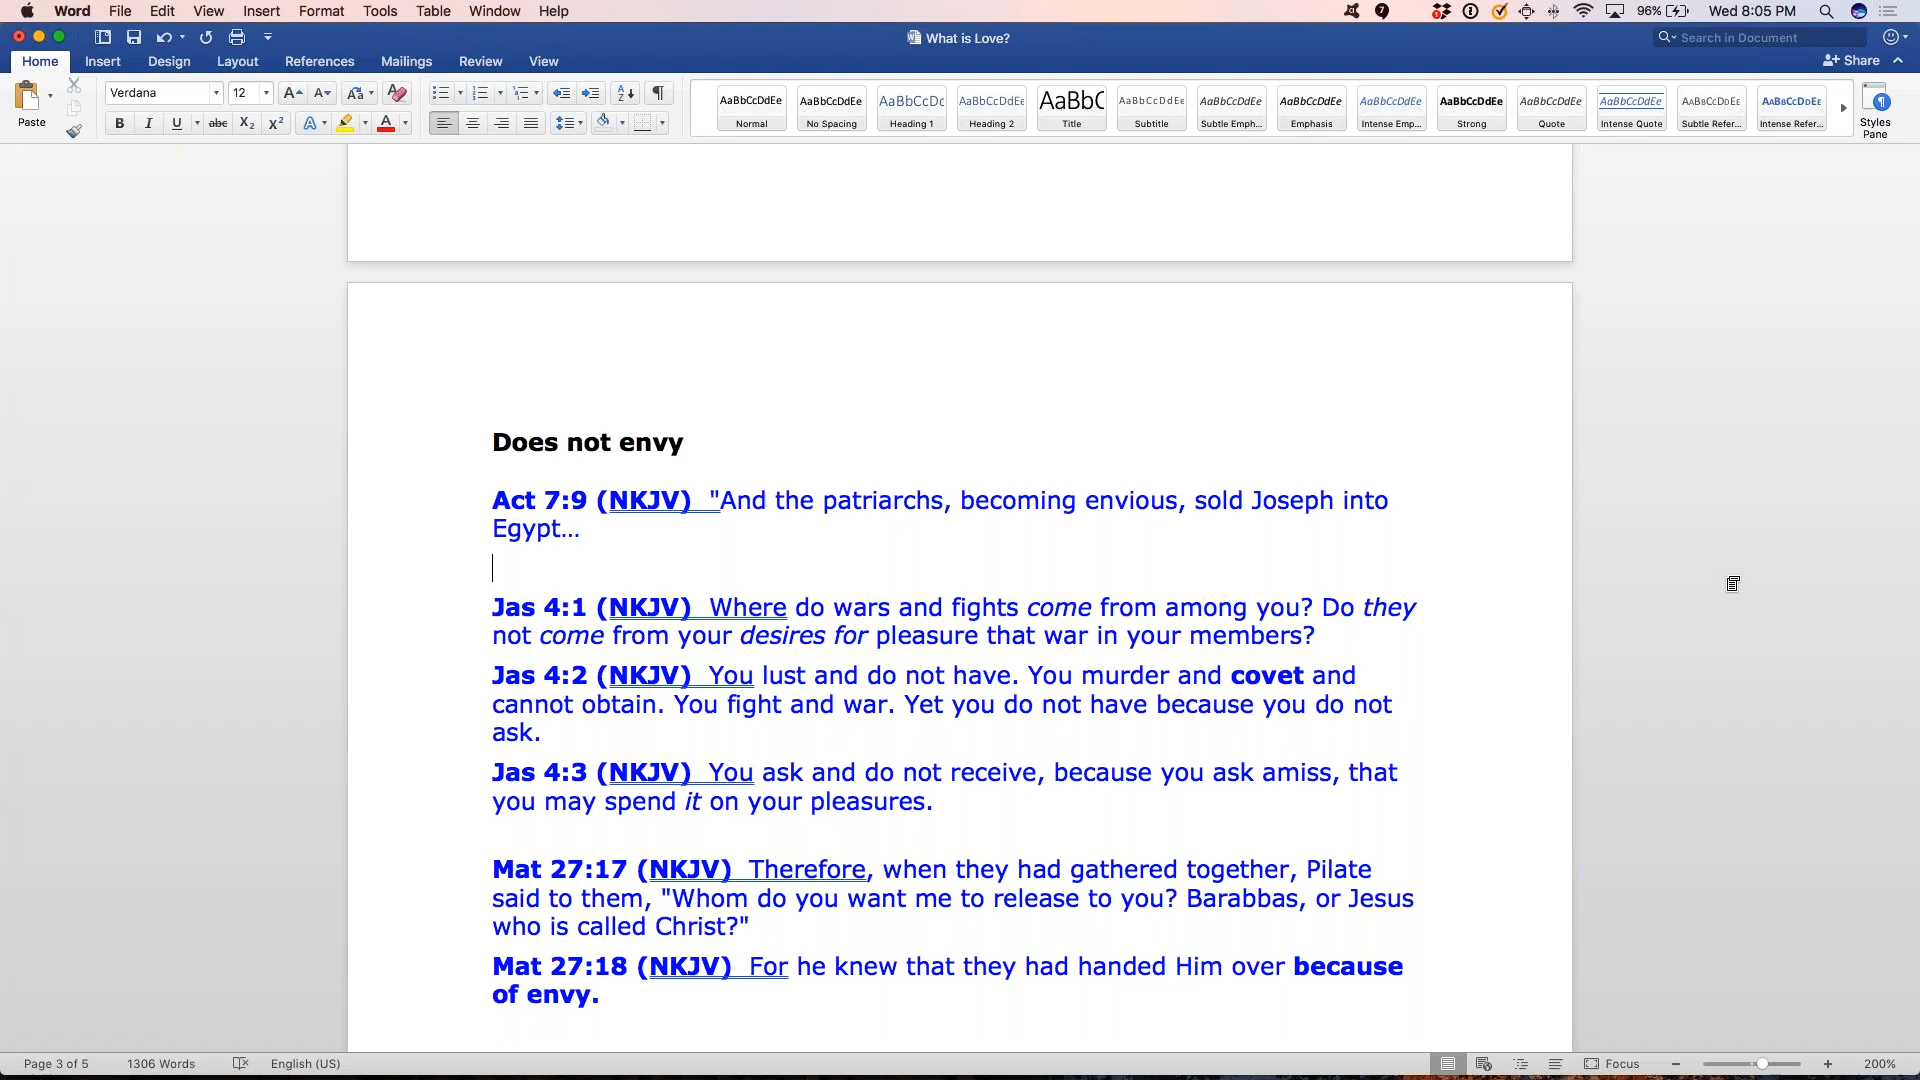 Word File Edit View Insert Format Tools Table Window Help 96% Wed 8:05 PM
What is Love? Search in Document
Home Insert Design Layout References Mailings Review View Share
Paste Verdana 12
AaBbCcDdEe AaBbCcDdEe AaBbCcDc AaBbCcDdEe AaBbC AaBbCcDdEe AaBbCcDdEe AaBbCcDdEe AaBbCcDdEe AaBbCcDdEe AaBbCcDdEe AaBbCcDdEe AaBbCcDdEe AaBbCcDdEe
Normal No Spacing Heading 1 Heading 2 Title Subtitle Subtle Emph... Emphasis Intense Emp... Strong Quote Intense Quote Subtle Refer... Intense Refer... Styles Pane
Does not envy
Act 7:9 (NKJV) "And the patriarchs, becoming envious, sold Joseph into
Egypt...
Jas 4:1 (NKJV) Where do wars and fights come from among you? Do they
not come from your desires for pleasure that war in your members?
Jas 4:2 (NKJV) You lust and do not have. You murder and covet and
cannot obtain. You fight and war. Yet you do not have because you do not
ask.
Jas 4:3 (NKJV) You ask and do not receive, because you ask amiss, that
you may spend it on your pleasures.
Mat 27:17 (NKJV) Therefore, when they had gathered together, Pilate
said to them, "Whom do you want me to release to you? Barabbas, or Jesus
who is called Christ?"
Mat 27:18 (NKJV) For he knew that they had handed Him over because
of envy.
Page 3 of 5 1306 Words English (US) Focus 200%